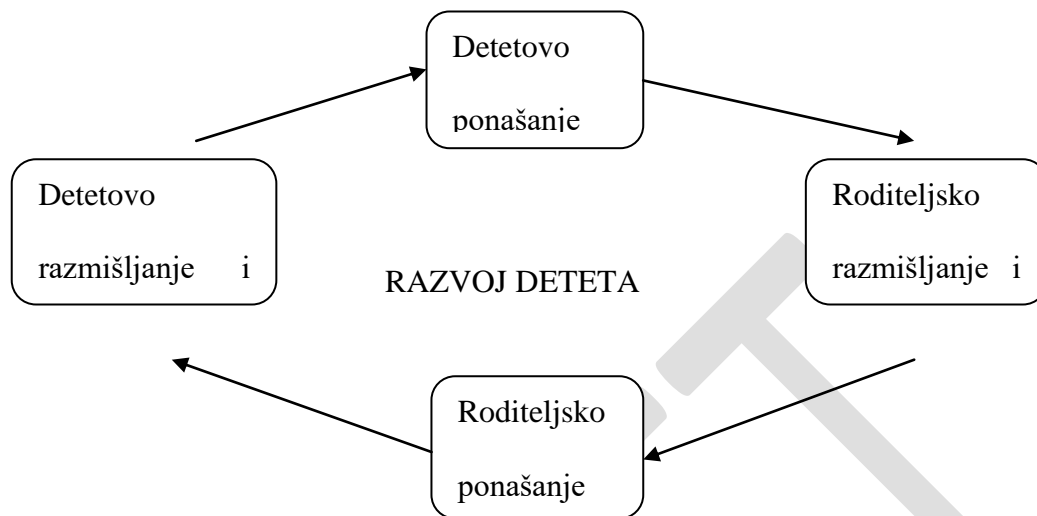 Detetovo
ponašanje
Detetovo
razmišljanje i
Roditeljsko
razmišljanje i
RAZVOJ DETETA
Roditeljsko
ponašanje